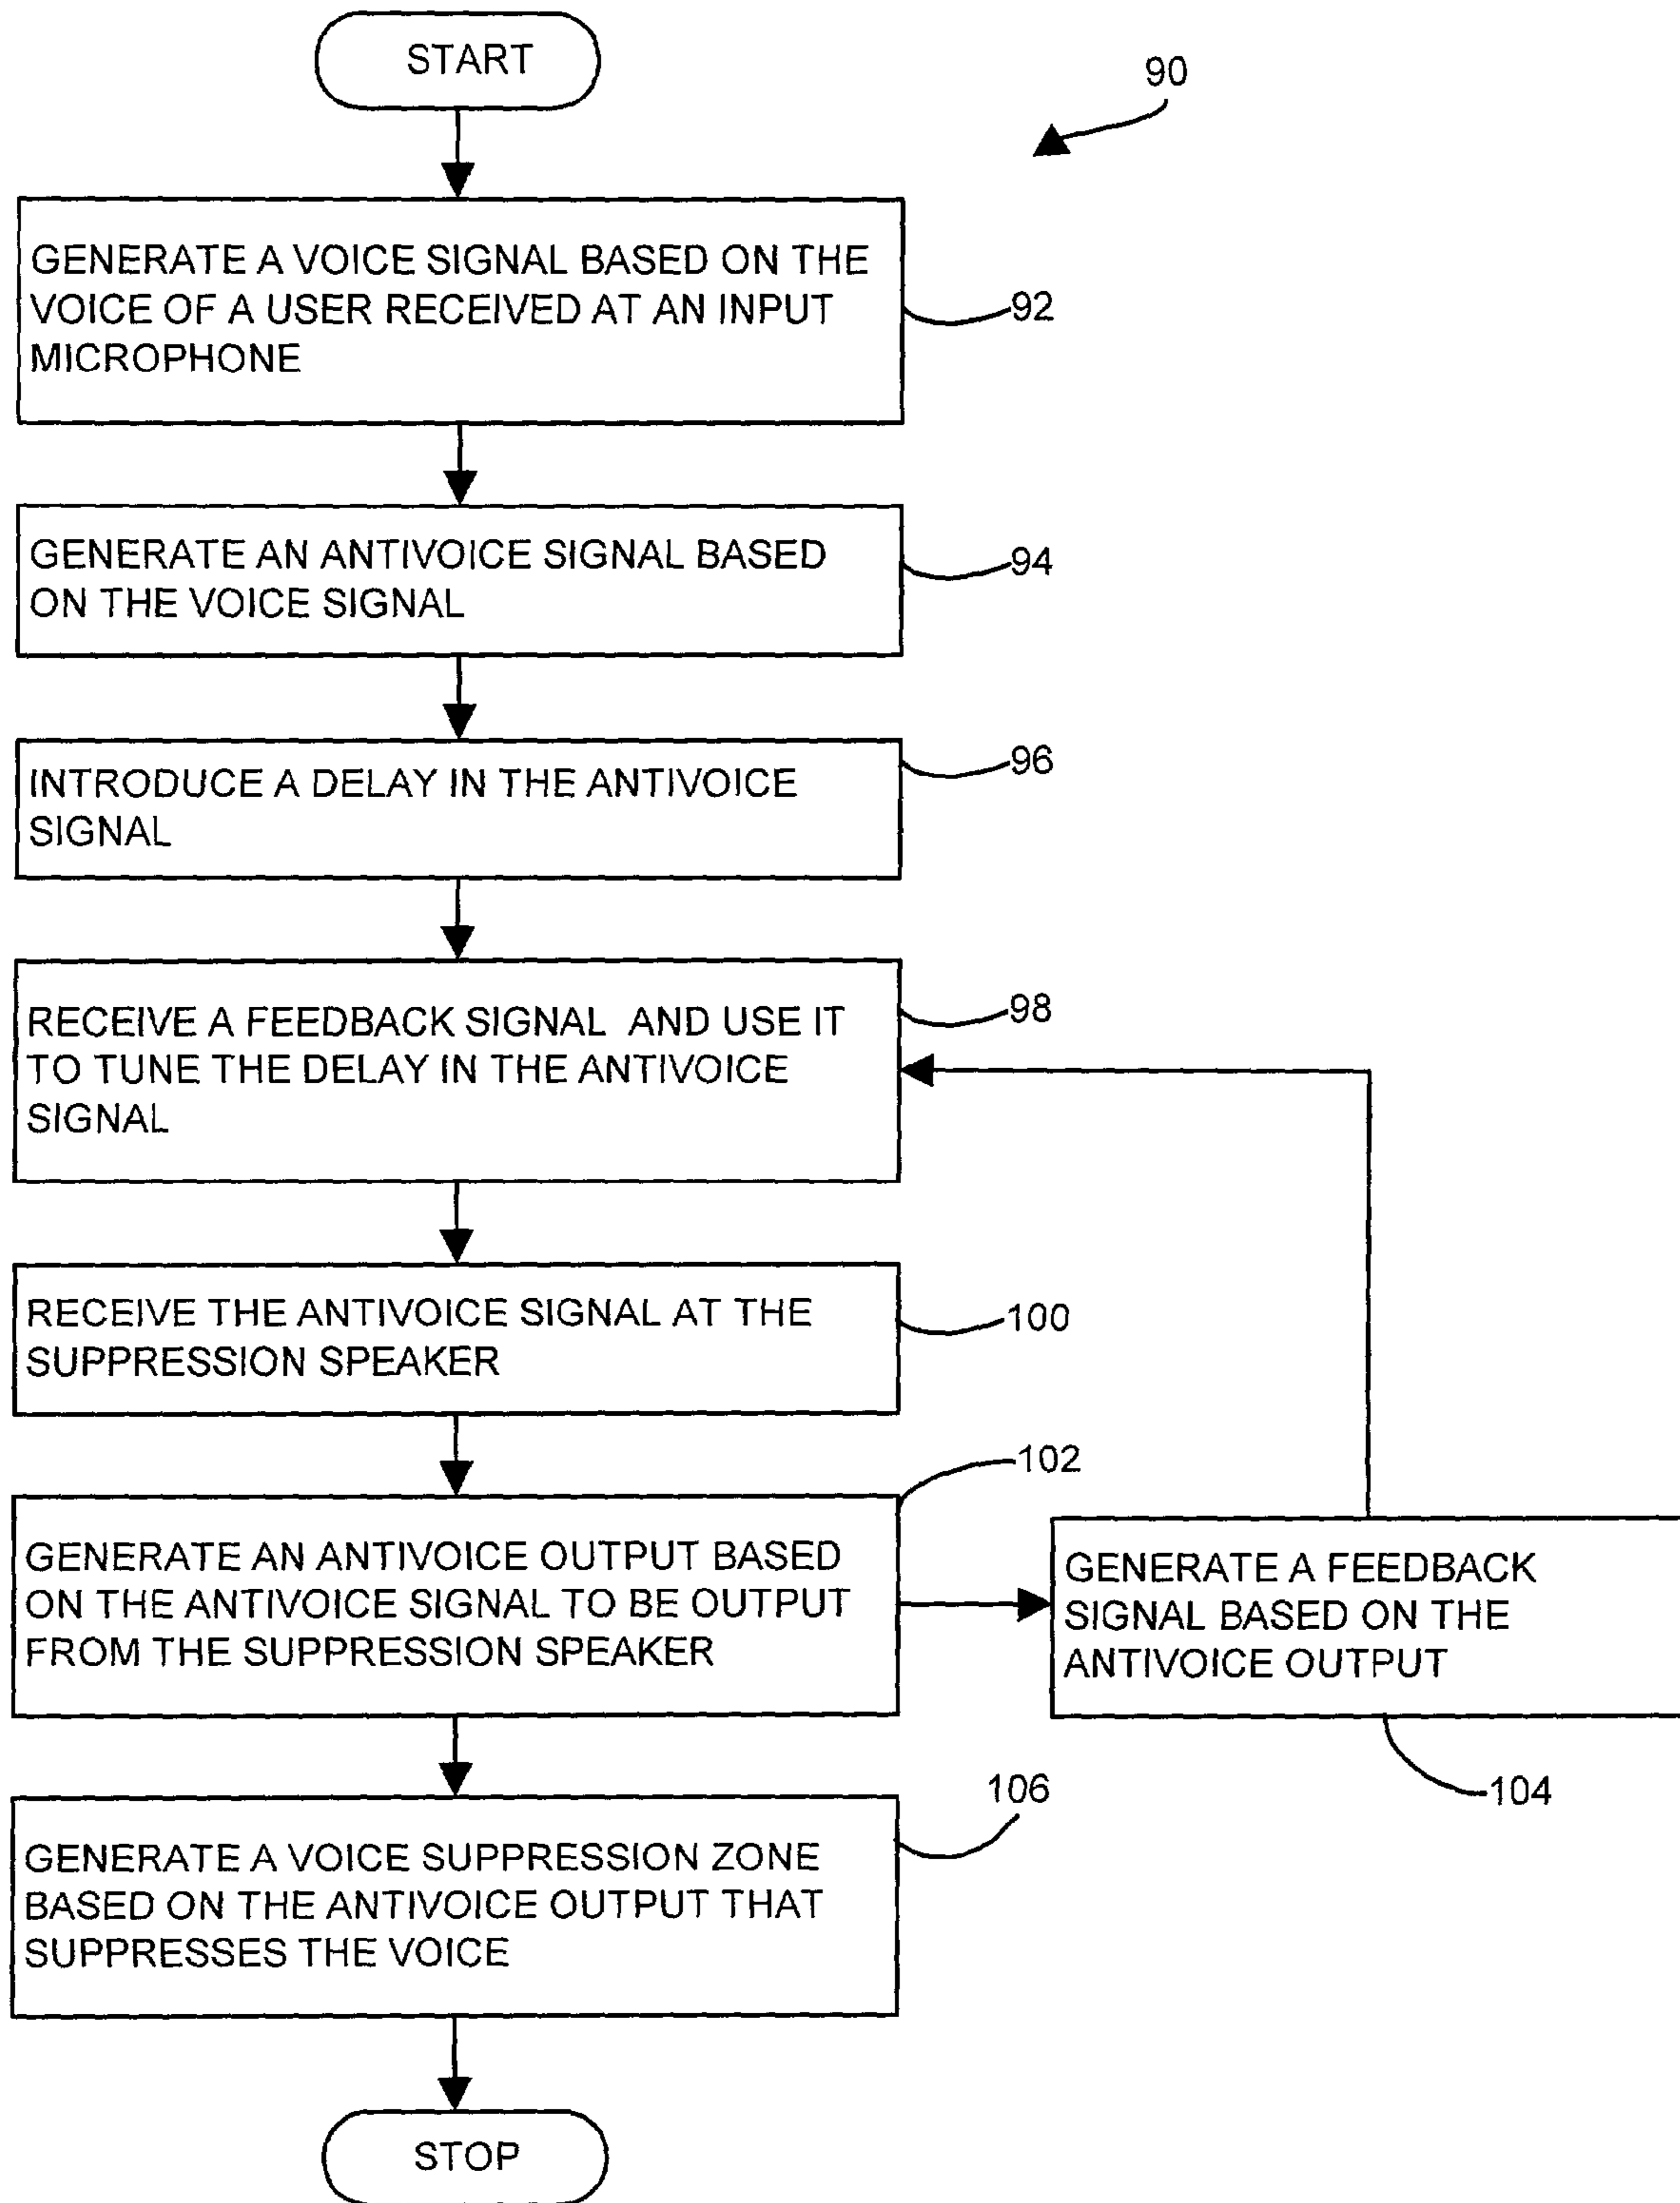 START
90
GENERATE A VOICE SIGNAL BASED ON THE
VOICE OF A USER RECEIVED AT AN INPUT
MICROPHONE
92
GENERATE AN ANTIVOICE SIGNAL BASED
ON THE VOICE SIGNAL
94
INTRODUCE A DELAY IN THE ANTIVOICE
SIGNAL
96
RECEIVE A FEEDBACK SIGNAL AND USE IT
TO TUNE THE DELAY IN THE ANTIVOICE
SIGNAL
98
RECEIVE THE ANTIVOICE SIGNAL AT THE
SUPPRESSION SPEAKER
100
GENERATE AN ANTIVOICE OUTPUT BASED
ON THE ANTIVOICE SIGNAL TO BE OUTPUT
FROM THE SUPPRESSION SPEAKER
102
GENERATE A FEEDBACK
SIGNAL BASED ON THE
ANTIVOICE OUTPUT
104
GENERATE A VOICE SUPPRESSION ZONE
BASED ON THE ANTIVOICE OUTPUT THAT
SUPPRESSES THE VOICE
106
STOP